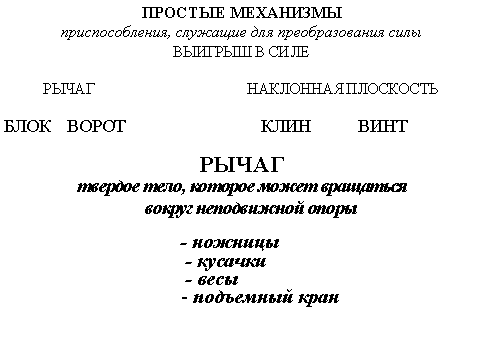 ПРОСТЫЕ МЕХАНИЗМЫ
приспособления, служащие для преобразования силы
ВЫИГРЫШ В СИЛЕ
РЫЧАГ НАКЛОННАЯ ПЛОСКОСТЬ
БЛОК ВОРОТ КЛИН ВИНТ
РЫЧАГ
твердое тело, которое может вращаться
вокруг неподвижной опоры
- ножницы
- кусачки
- весы
- подъемный кран